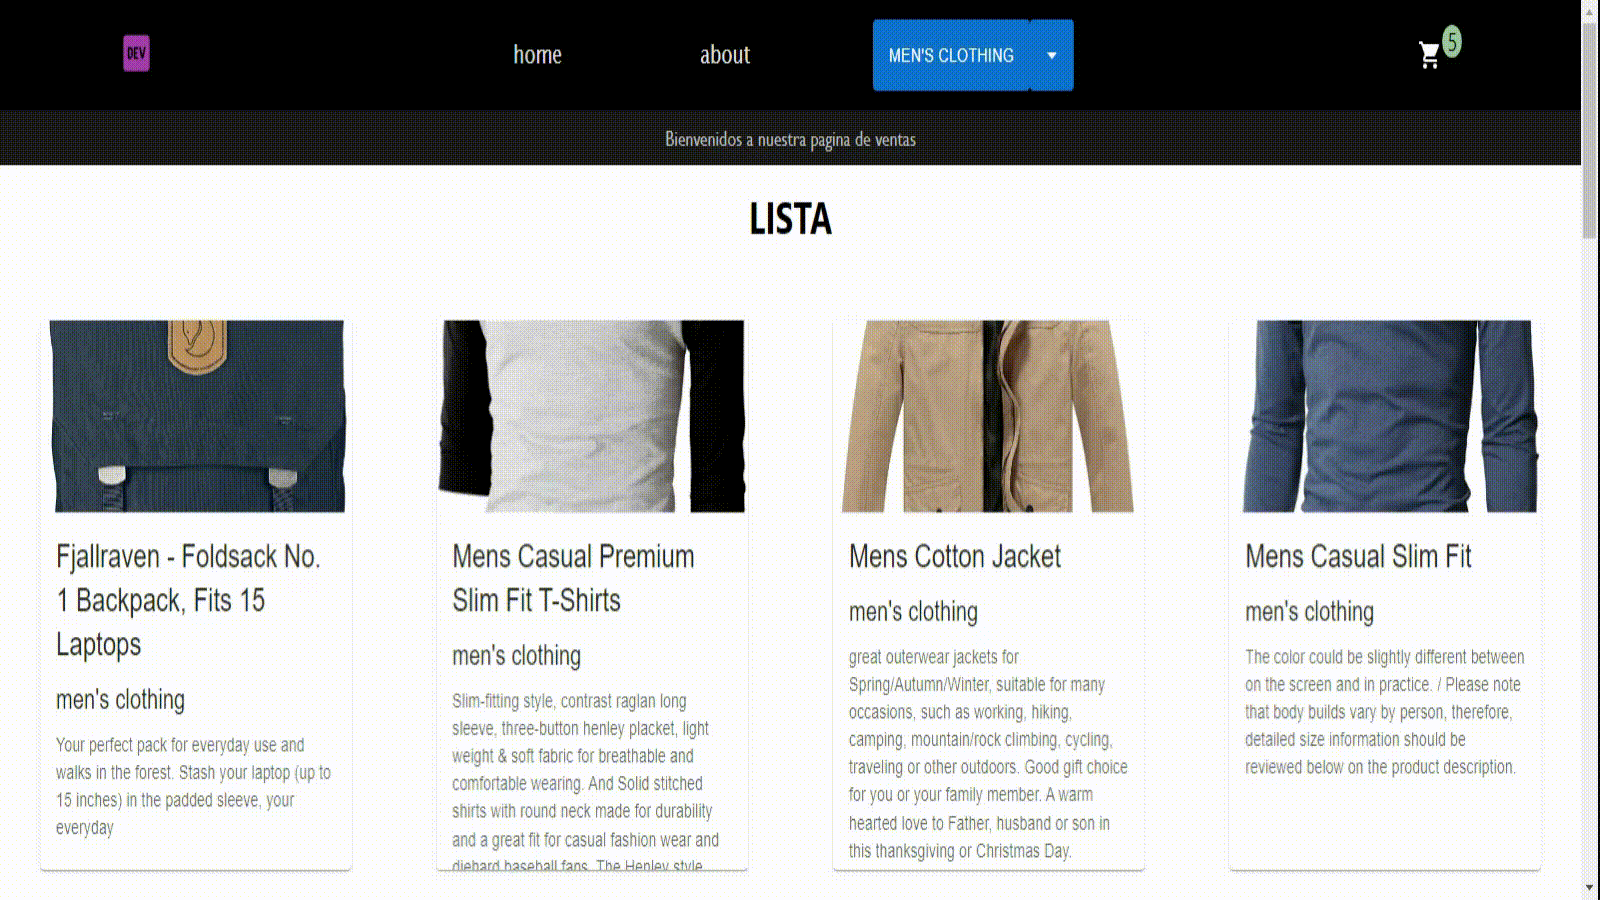 DEV
home
about
MEN'S CLOTHING
5
Bienvenidos a nuestra pagina de ventas
LISTA
Fjallraven - Foldsack No.
1 Backpack, Fits 15
Laptops
men's clothing
Your perfect pack for everyday use and
walks in the forest. Stash your laptop (up to
15 inches) in the padded sleeve, your
everyday
Mens Casual Premium
Slim Fit T-Shirts
men's clothing
Slim-fitting style, contrast raglan long
sleeve, three-button henley placket, light
weight & soft fabric for breathable and
comfortable wearing. And Solid stitched
shirts with round neck made for durability
and a great fit for casual fashion wear and
diehard baseball fans. The Henley style
Mens Cotton Jacket
men's clothing
great outerwear jackets for
Spring/Autumn/Winter, suitable for many
occasions, such as working, hiking,
camping, mountain/rock climbing, cycling,
traveling or other outdoors. Good gift choice
for you or your family member. A warm
hearted love to Father, husband or son in
this thanksgiving or Christmas Day.
Mens Casual Slim Fit
men's clothing
The color could be slightly different between
on the screen and in practice. / Please note
that body builds vary by person, therefore,
detailed size information should be
reviewed below on the product description.